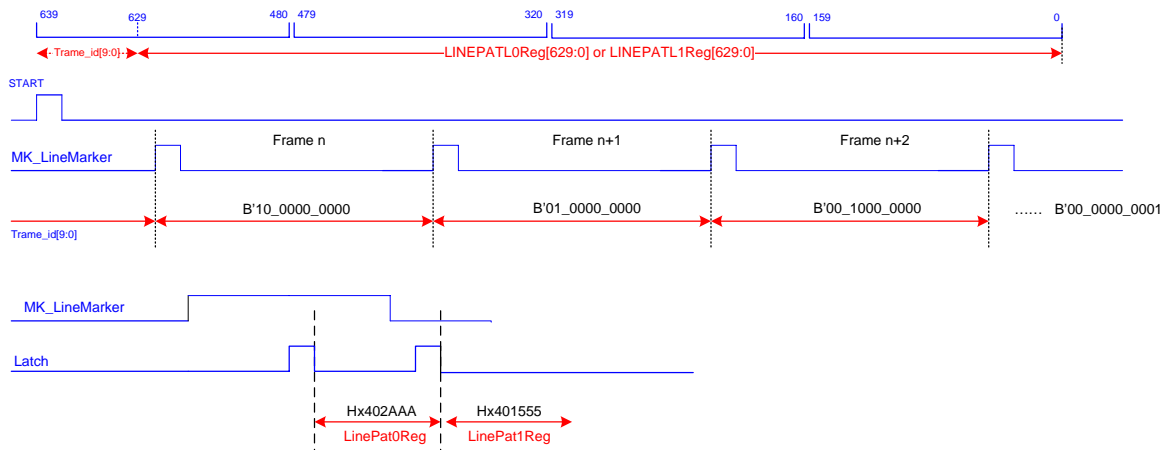 639 629 480 479 320 319 160 159 0
Trame_id[9:0] LINEPATL0Reg[629:0] or LINEPATL1Reg[629:0]
START
Frame n Frame n+1 Frame n+2
MK_LineMarker
B'10_0000_0000 B'01_0000_0000 B'00_1000_0000 ...... B'00_0000_0001
Trame_id[9:0]
MK_LineMarker
Latch
Hx402AAA Hx401555
LinePat0Reg LinePat1Reg